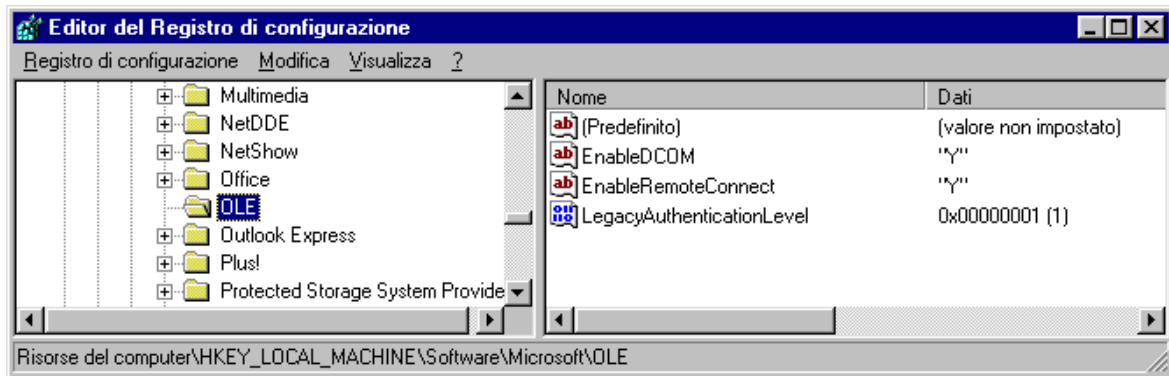 Editor del Registro di configurazione
Registro di configurazione Modifica Visualizza ?
Multimedia
NetDDE
NetShow
Office
OLE
Outlook Express
Plus!
Protected Storage System Provide
Nome Dati
(Predefinito) (valore non impostato)
EnableDCOM "Y"
EnableRemoteConnect "Y"
LegacyAuthenticationLevel 0x00000001 (1)
Risorse del computer\HKEY_LOCAL_MACHINE\Software\Microsoft\OLE